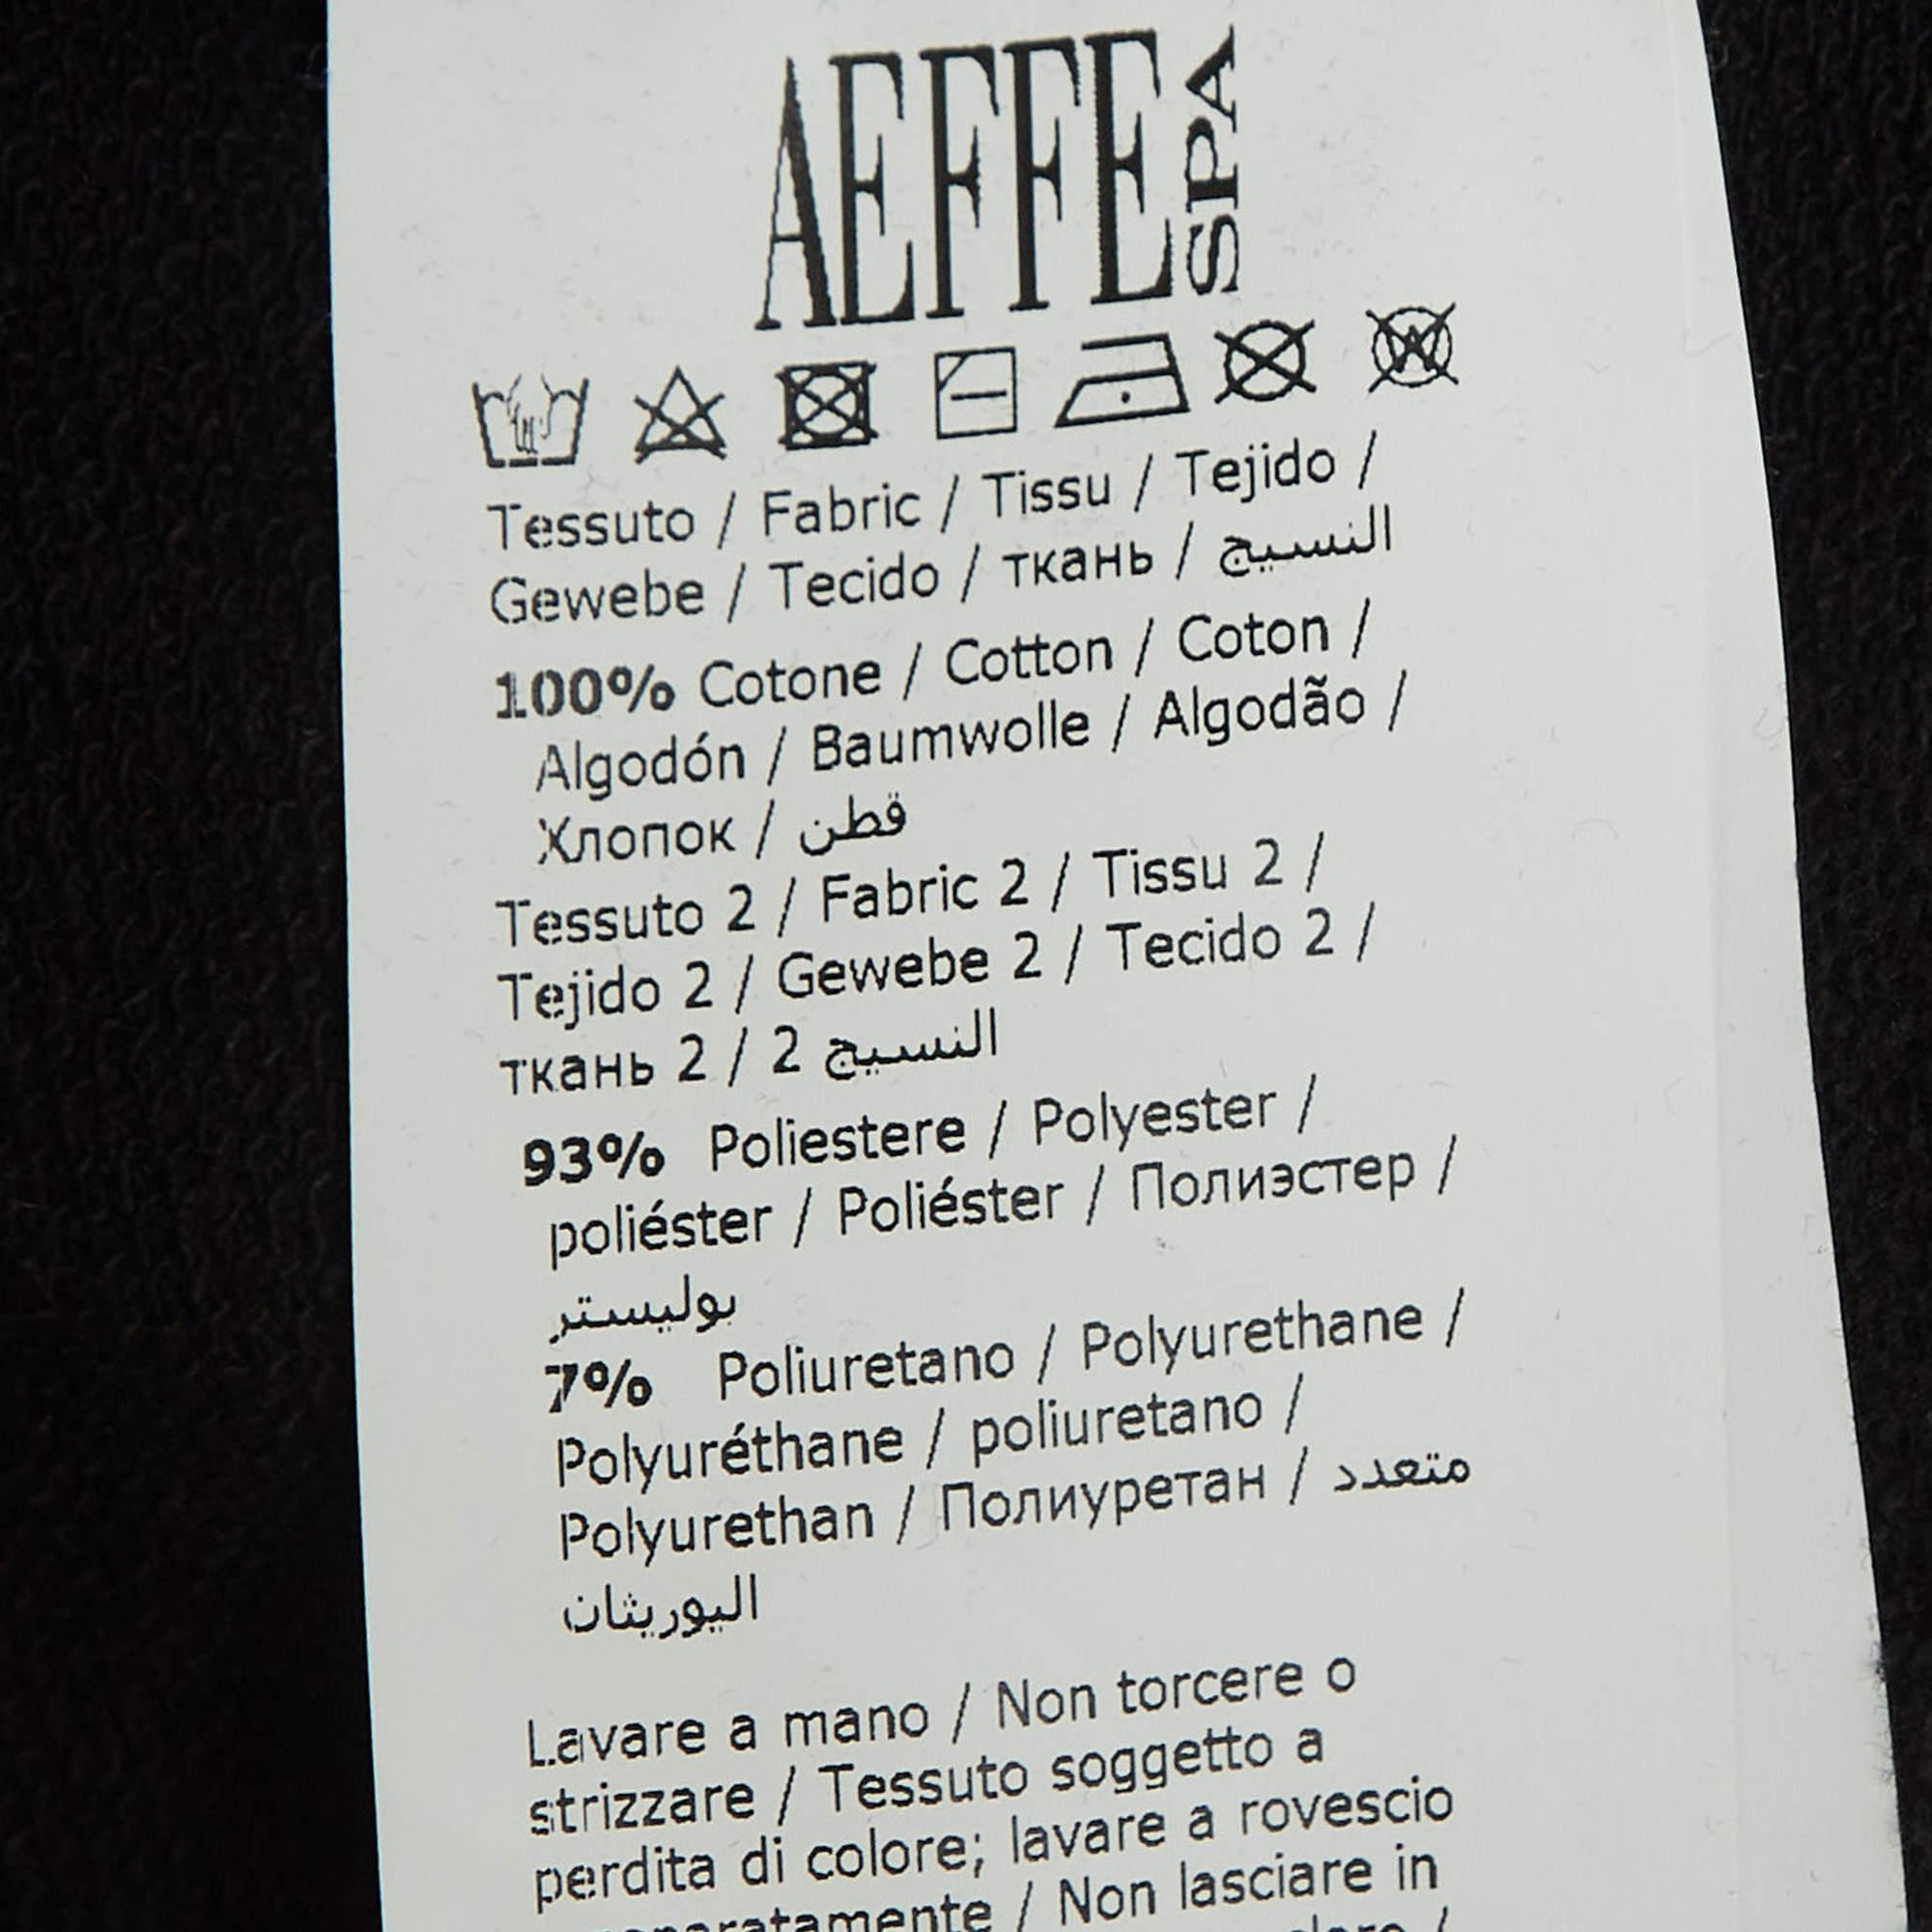 AEFFE SPA
Tessuto / Fabric / Tissu / Tejido /
Gewebe / Tecido / ткань / النسيج
100% Cotone / Cotton / Coton /
Algodón / Baumwolle / Algodão /
Хлопок / قطن
Tessuto 2 / Fabric 2 / Tissu 2 /
Tejido 2 / Gewebe 2 / Tecido 2 /
ткань 2 / 2 النسيج
93% Poliestere / Polyester /
poliéster / Poliéster / Полиэстер /
بوليستر
7% Poliuretano / Polyurethane /
Polyuréthane / poliuretano /
Polyurethan / Полиуретан / متعدد
اليوريثان
Lavare a mano / Non torcere o
strizzare / Tessuto soggetto a
perdita di colore; lavare a rovescio
/ Non lasciare in